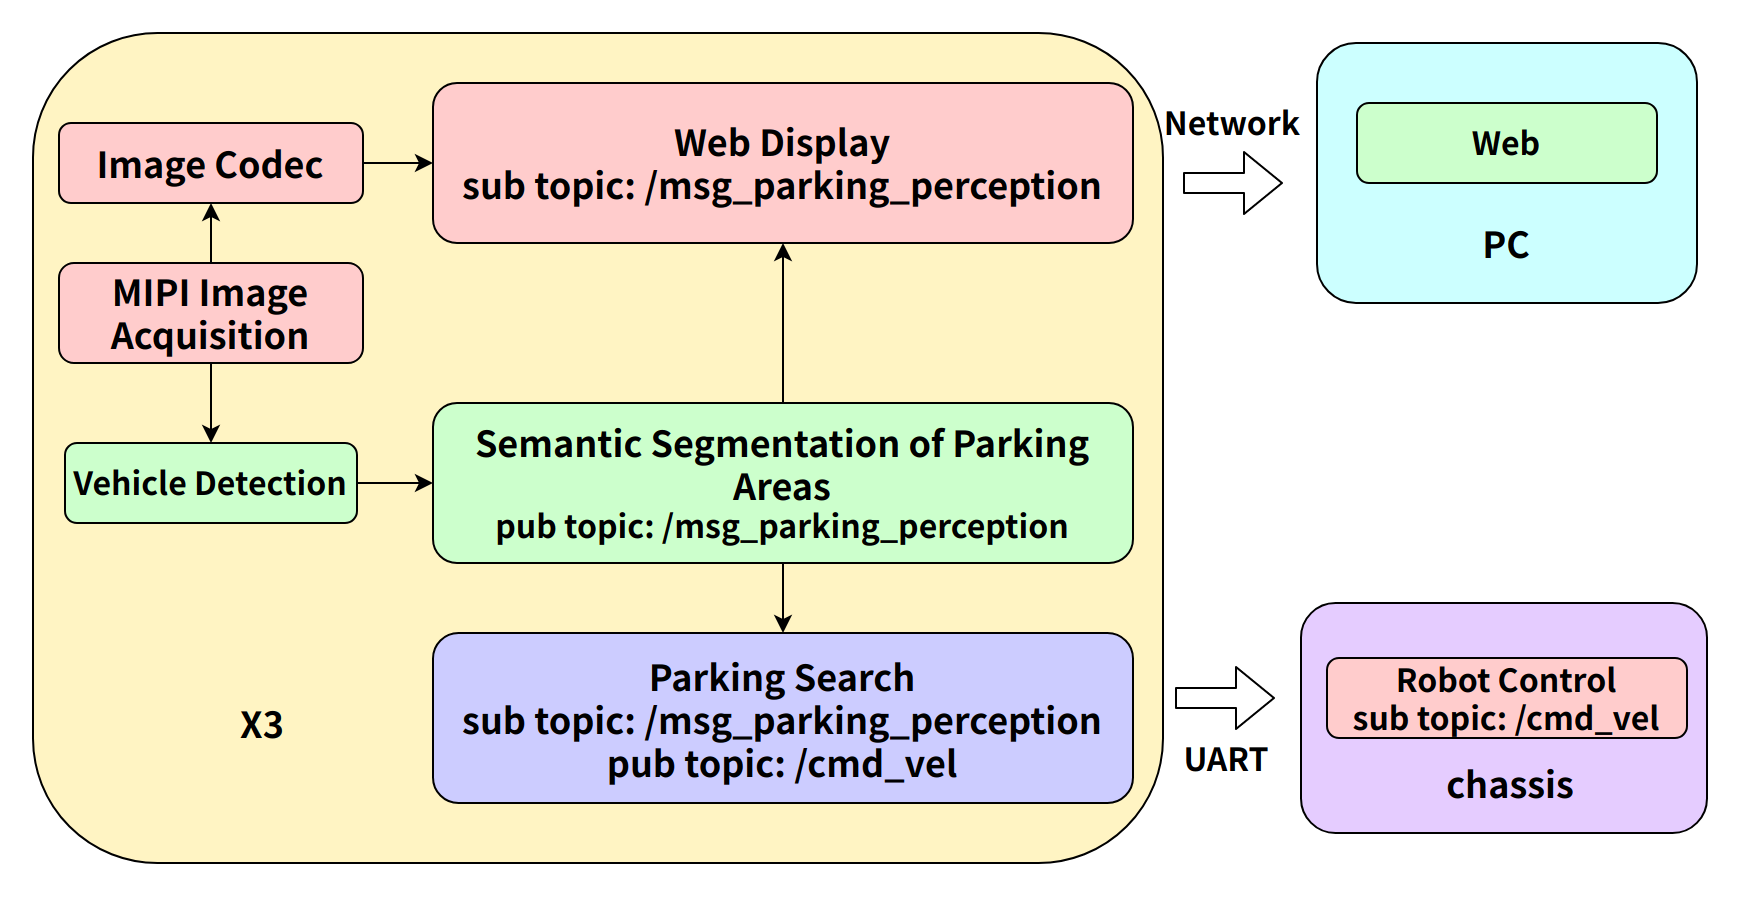 Image Codec
Web Display
sub topic: /msg_parking_perception
MIPI Image
Acquisition
Vehicle Detection
Semantic Segmentation of Parking
Areas
pub topic: /msg_parking_perception
Parking Search
sub topic: /msg_parking_perception
pub topic: /cmd_vel
X3
Network
Web
PC
UART
Robot Control
sub topic: /cmd_vel
chassis